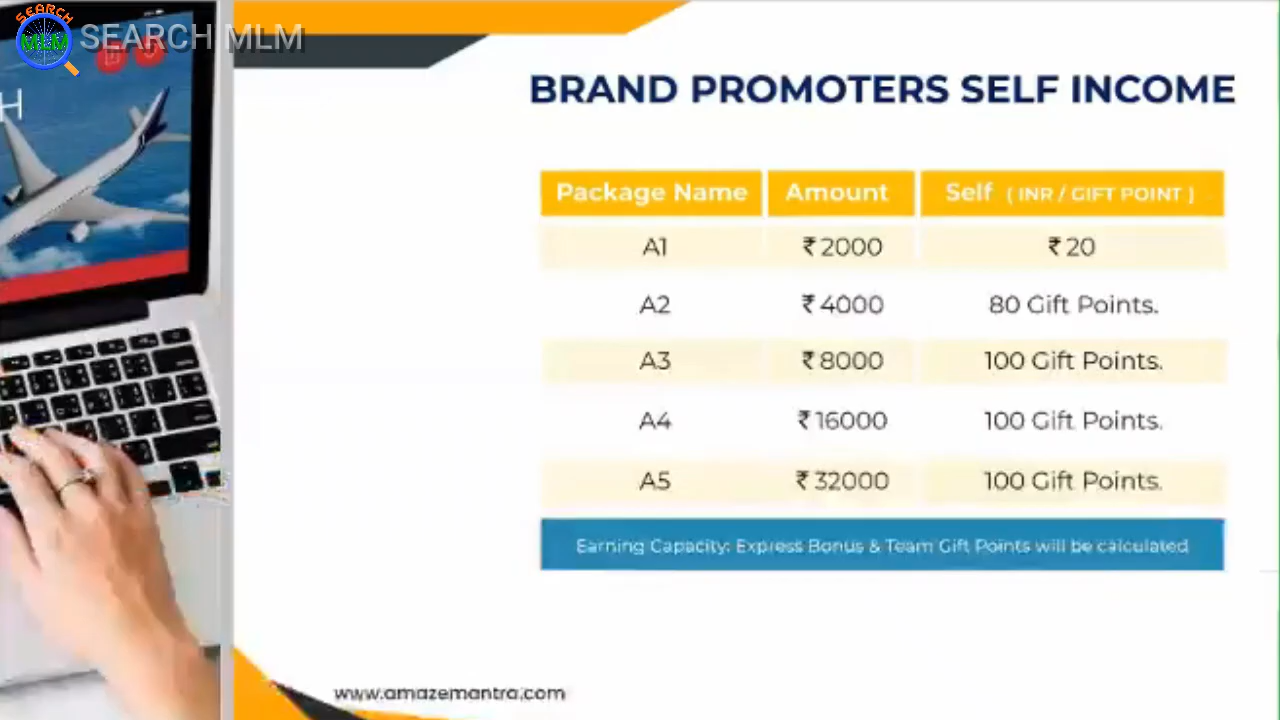 SEARCH
MLM
SEARCH MLM
H
BRAND PROMOTERS SELF INCOME
Package Name Amount Self ( INR / GIFT POINT )
A1 ₹2000 ₹20
A2 ₹4000 80 Gift Points.
A3 ₹8000 100 Gift Points.
A4 ₹16000 100 Gift Points.
A5 ₹32000 100 Gift Points.
Earning Capacity: Express Bonus & Team Gift Points will be calculated
www.amazemantra.com